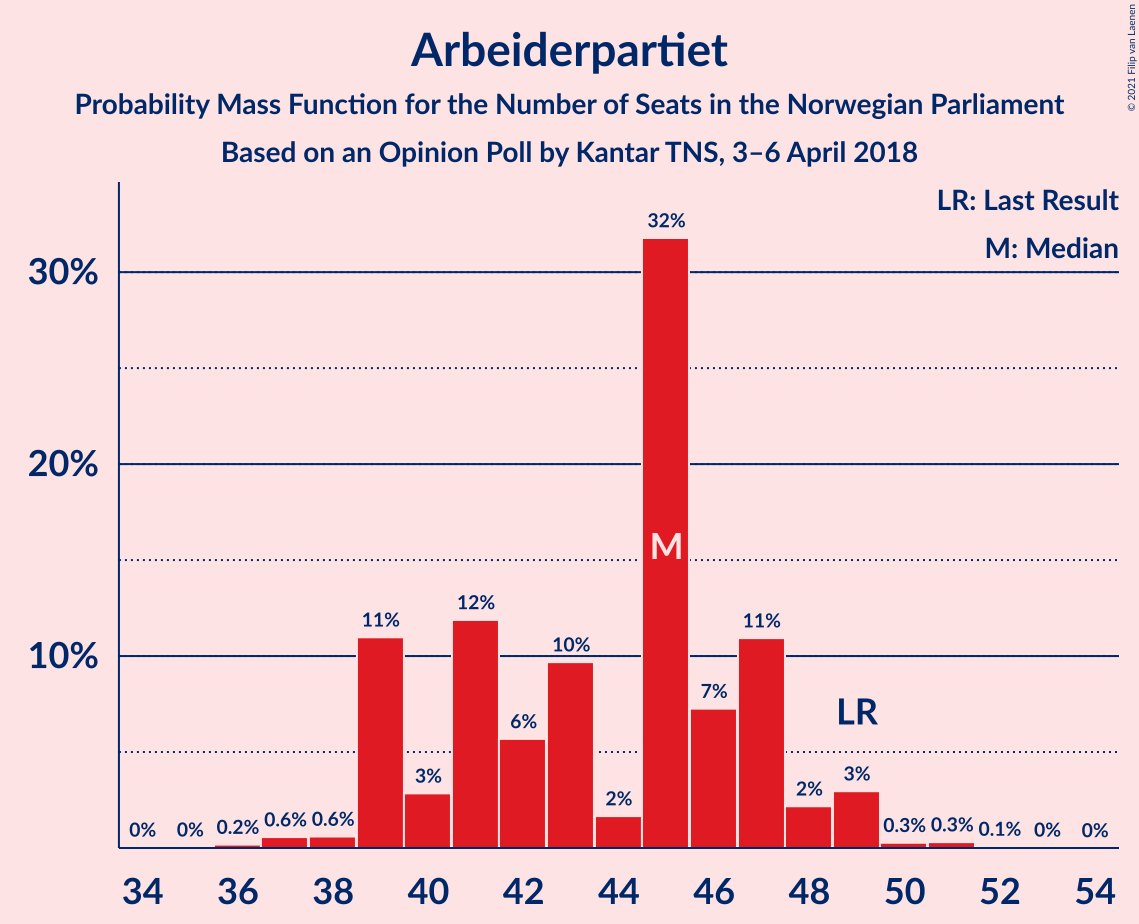 Arbeiderpartiet
Probability Mass Function for the Number of Seats in the Norwegian Parliament
Based on an Opinion Poll by Kantar TNS, 3–6 April 2018
© 2021 Filip van Laenen
LR: Last Result
M: Median
30%
20%
10%
0% 0% 0.2% 0.6% 0.6% 11% 3% 12% 6% 10% 2% 32% 7% 11% 2% 3% 0.3% 0.3% 0.1% 0% 0%
M
LR
34 36 38 40 42 44 46 48 50 52 54